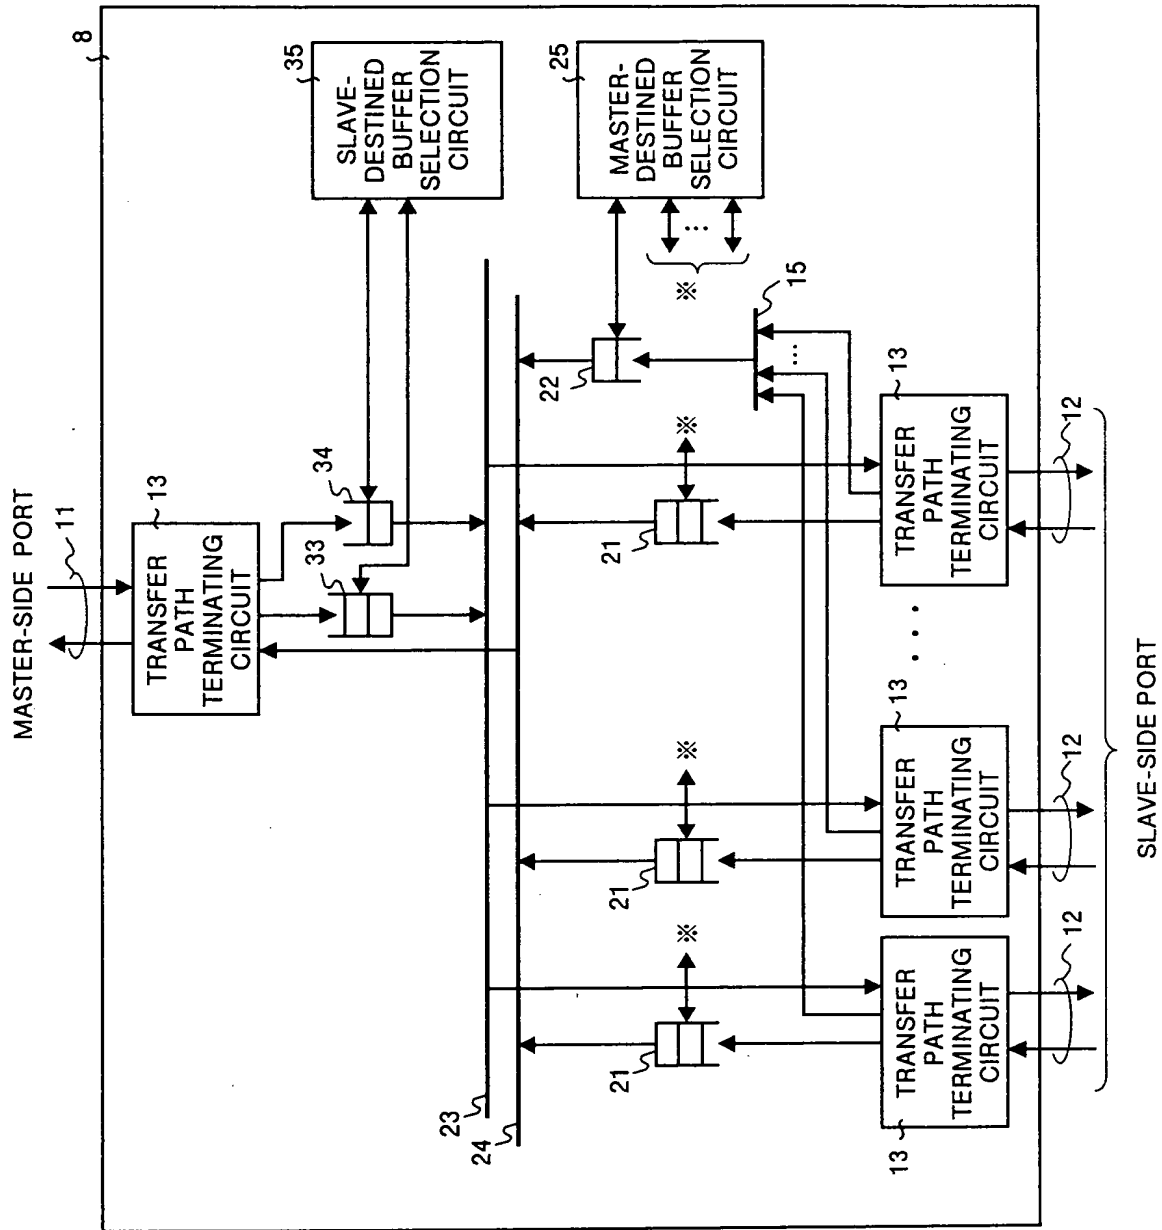 8
MASTER-SIDE PORT
11
13
TRANSFER
PATH
TERMINATING
CIRCUIT
33
34
35
SLAVE-
DESTINED
BUFFER
SELECTION
CIRCUIT
25
MASTER-
DESTINED
BUFFER
SELECTION
CIRCUIT
※
...
23
24
21
※
21
※
21
※
22
15
...
13
TRANSFER
PATH
TERMINATING
CIRCUIT
12
13
TRANSFER
PATH
TERMINATING
CIRCUIT
12
....
13
TRANSFER
PATH
TERMINATING
CIRCUIT
12
SLAVE-SIDE PORT